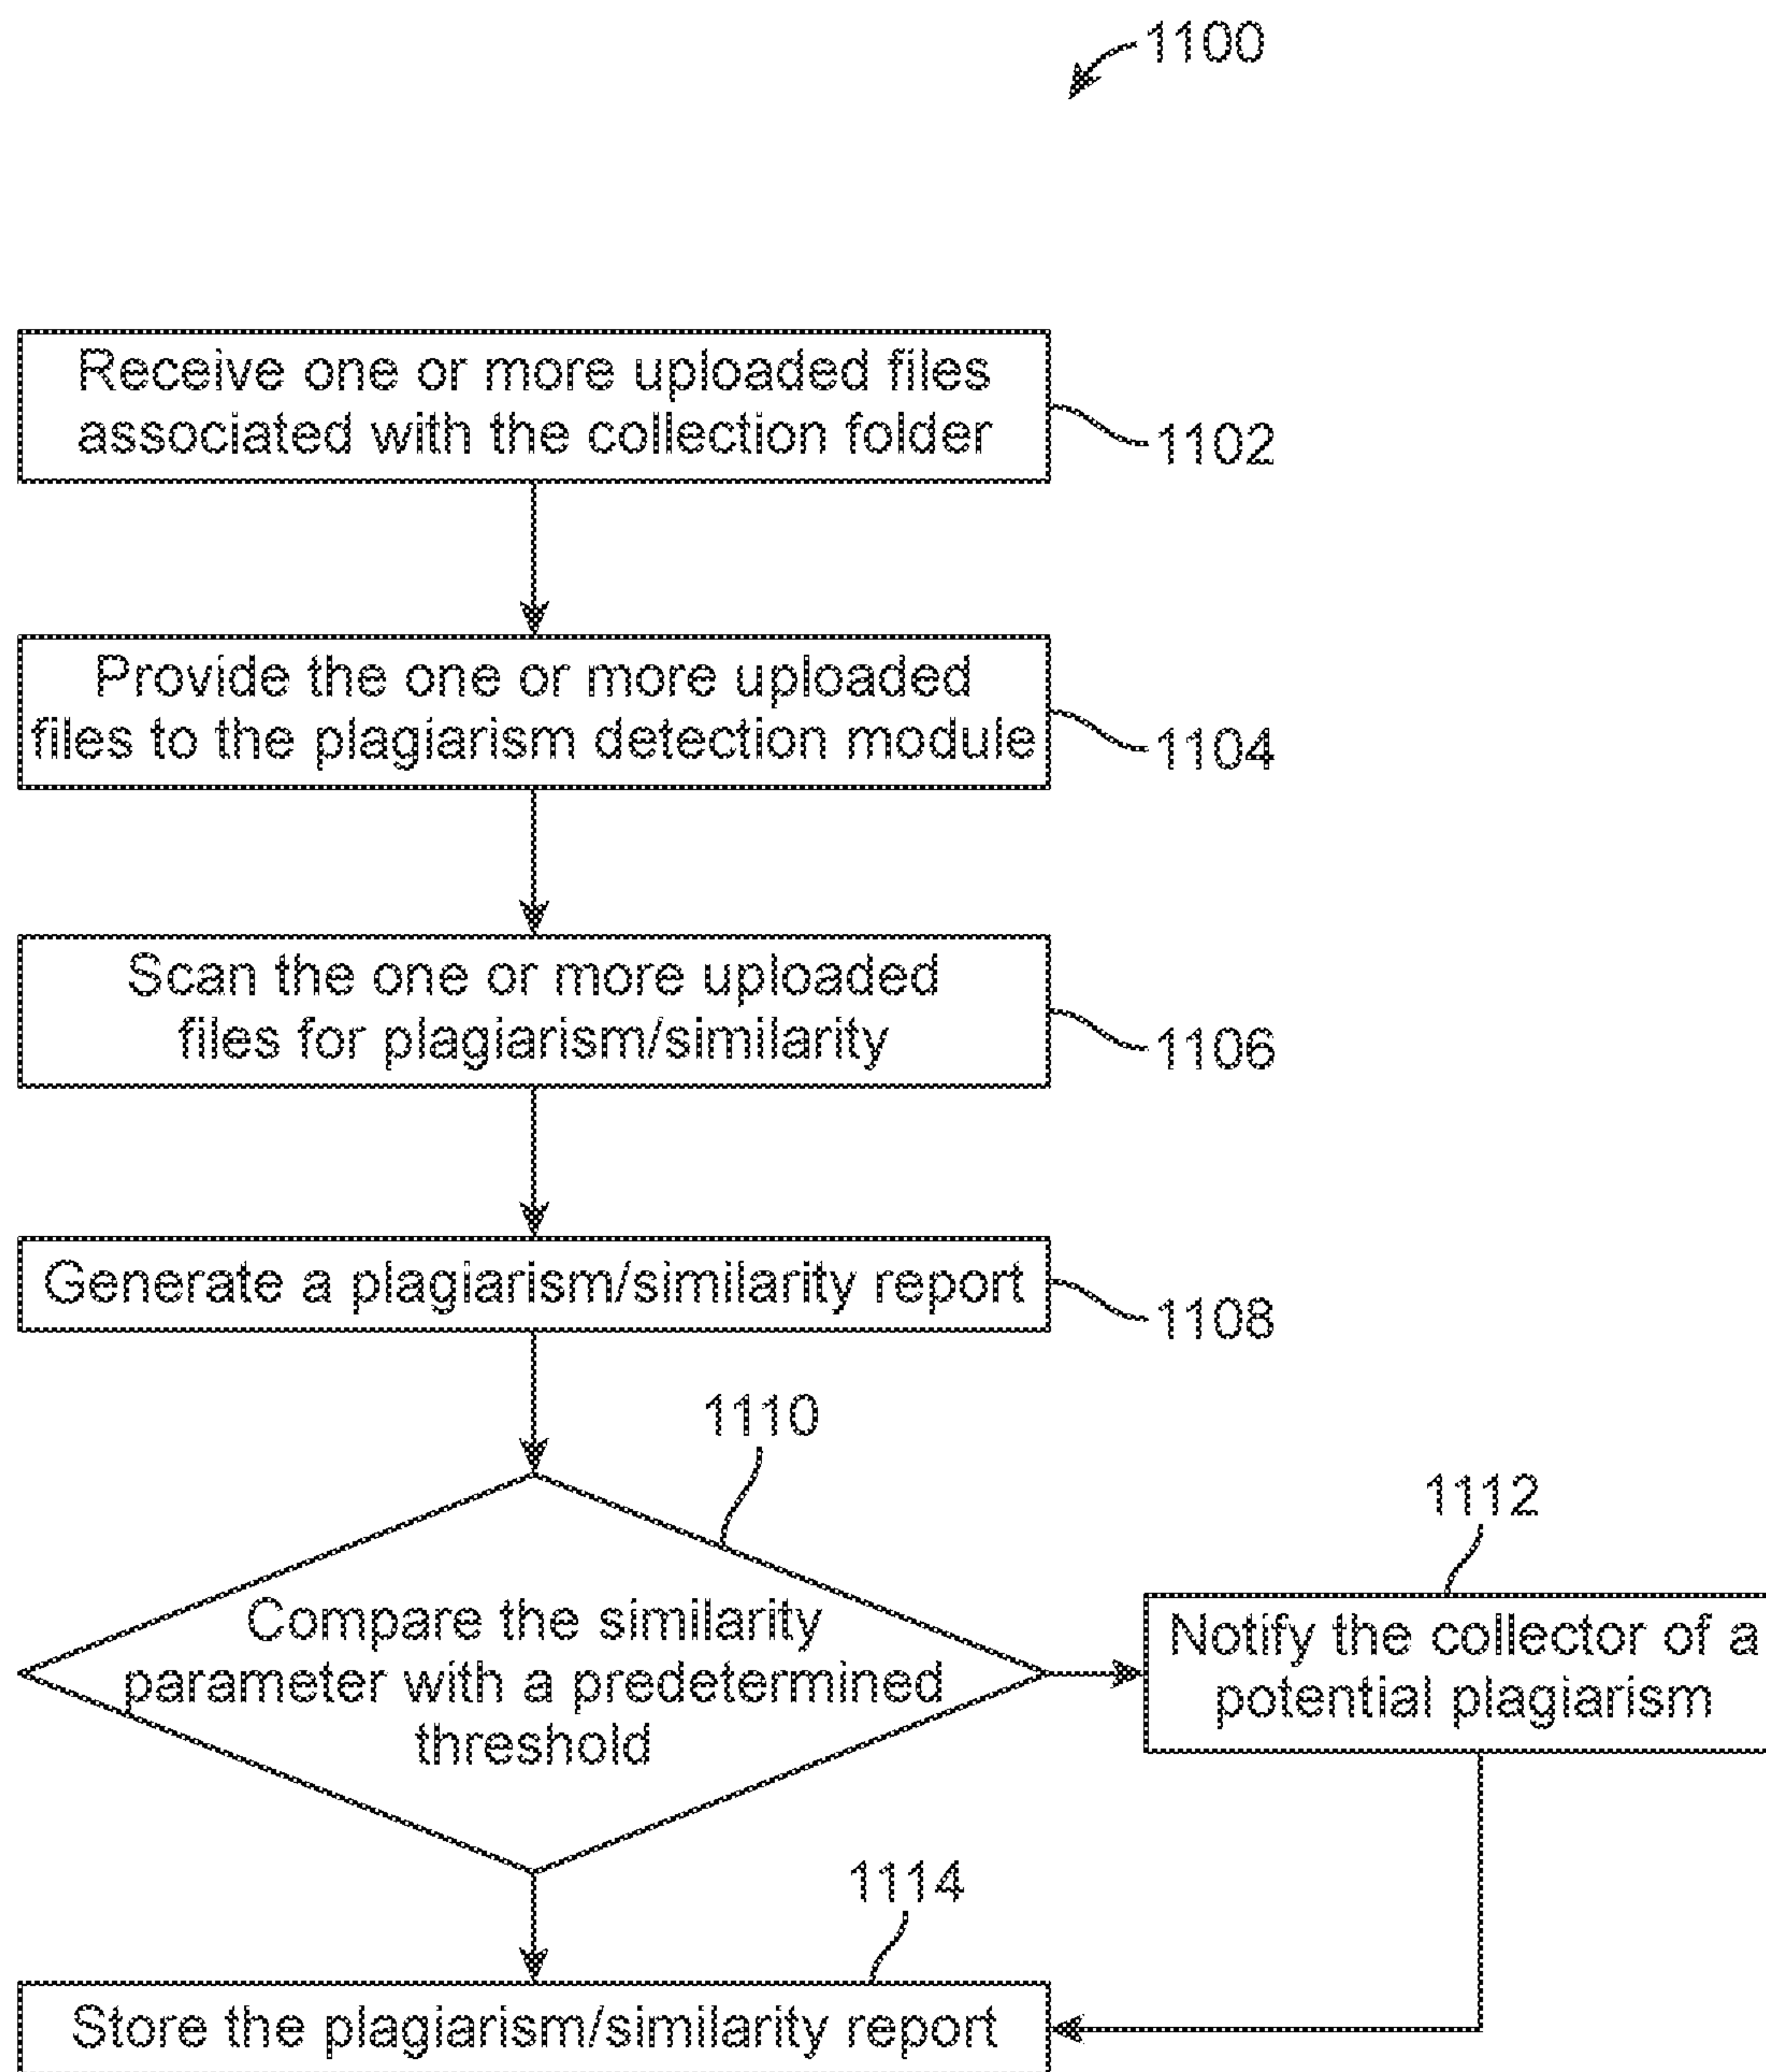 1100
Receive one or more uploaded files
associated with the collection folder
1102
Provide the one or more uploaded
files to the plagiarism detection module
1104
Scan the one or more uploaded
files for plagiarism/similarity
1106
Generate a plagiarism/similarity report
1108
1110
Compare the similarity
parameter with a predetermined
threshold
1112
Notify the collector of a
potential plagiarism
1114
Store the plagiarism/similarity report